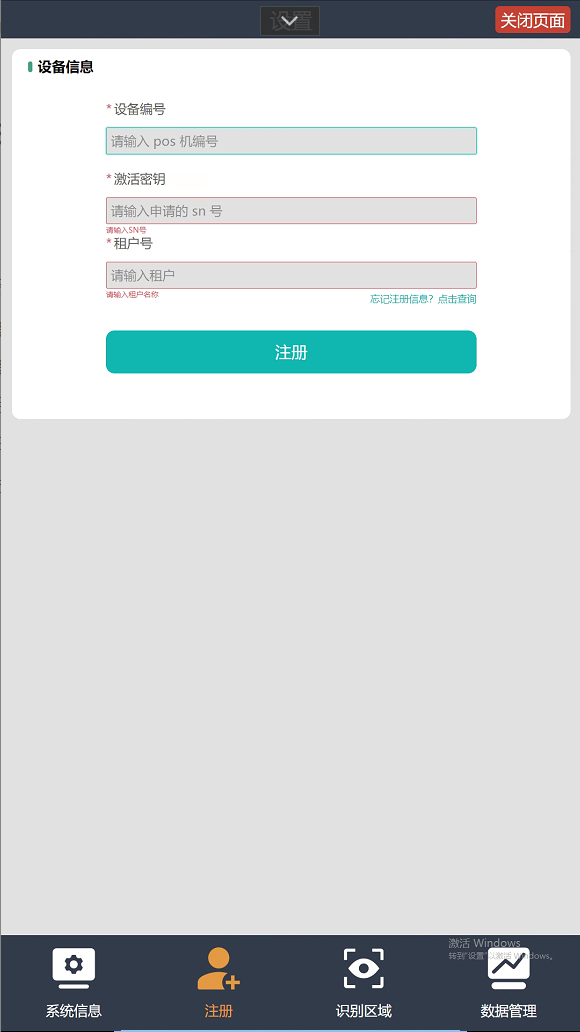 设置
关闭页面
设备信息
* 设备编号
请输入 pos 机编号
* 激活密钥
请输入申请的 sn 号
请输入SN号
* 租户号
请输入租户
请输入租户名称
忘记注册信息？点击查询
注册
激活 Windows
转到"设置"以激活 Windows。
系统信息
注册
识别区域
数据管理